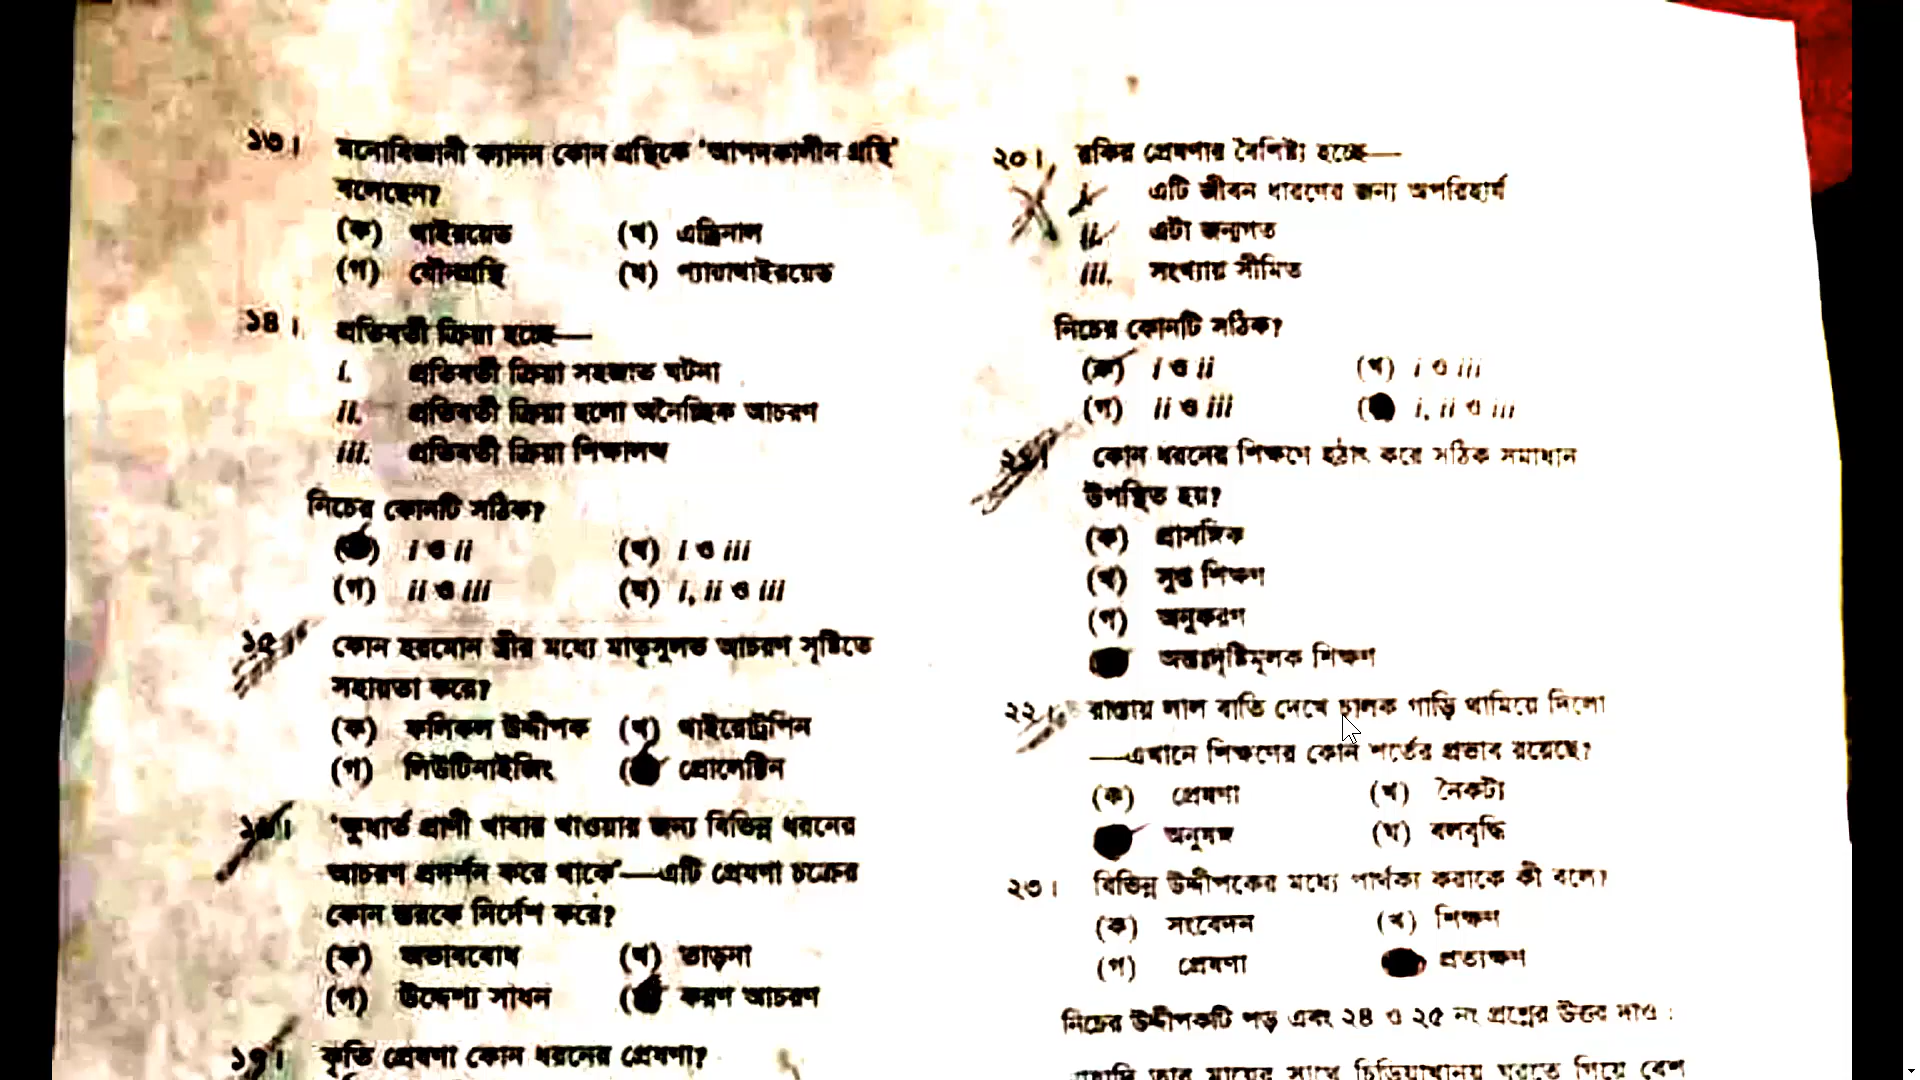 ১৩। মনোবিজ্ঞানী ক্যানন কোন গ্রন্থিকে 'আপদকালীন গ্রন্থি'
বলেছেন?
(ক) থাইরয়েড (খ) এড্রিনাল
(গ) যৌনগ্রন্থি (ঘ) প্যারাথাইরয়েড
১৪। প্রতিবর্তী ক্রিয়া হচ্ছে—
i. প্রতিবর্তী ক্রিয়া সহজাত ঘটনা
ii. প্রতিবর্তী ক্রিয়া হলো অনৈচ্ছিক আচরণ
iii. প্রতিবর্তী ক্রিয়া শিক্ষালব্ধ
নিচের কোনটি সঠিক?
i ও ii (খ) i ও iii
(গ) ii ও iii (ঘ) i, ii ও iii
১৫। কোন হরমোন স্ত্রীর মধ্যে মাতৃসুলভ আচরণ সৃষ্টিতে
সহায়তা করে?
(ক) ফলিকল উদ্দীপক (খ) থাইরোট্রপিন
(গ) লিউটিনাইজিং প্রোলেক্টিন
১৬। 'ক্ষুধার্ত প্রাণী খাবার খাওয়ার জন্য বিভিন্ন ধরনের
আচরণ প্রদর্শন করে থাকে'—এটি প্রেষণা চক্রের
কোন স্তরকে নির্দেশ করে?
(ক) অভাববোধ (খ) তাড়না
(গ) উদ্দেশ্য সাধন করণ আচরণ
১৭। কৃতি প্রেষণা কোন ধরনের প্রেষণা?
২০। রকির প্রেষণার বৈশিষ্ট্য হচ্ছে—
i. এটি জীবন ধারণের জন্য অপরিহার্য
ii. এটা জন্মগত
iii. সংখ্যায় সীমিত
নিচের কোনটি সঠিক?
(ক) i ও ii (খ) i ও iii
(গ) ii ও iii i, ii ও iii
২১। কোন ধরনের শিক্ষণে হঠাৎ করে সঠিক সমাধান
উপস্থিত হয়?
(ক) প্রাসঙ্গিক
(খ) সুপ্ত শিক্ষণ
(গ) অনুকরণ
অন্তঃদৃষ্টিমূলক শিক্ষণ
২২। রাস্তায় লাল বাতি দেখে চালক গাড়ি থামিয়ে দিলো
—এখানে শিক্ষণের কোন শর্তের প্রভাব রয়েছে?
(ক) প্রেষণা (খ) নৈকট্য
অনুষঙ্গ (ঘ) বলবৃদ্ধি
২৩। বিভিন্ন উদ্দীপকের মধ্যে পার্থক্য করাকে কী বলে?
(ক) সংবেদন (খ) শিক্ষণ
(গ) প্রেষণা প্রত্যক্ষণ
নিচের উদ্দীপকটি পড় এবং ২৪ ও ২৫ নং প্রশ্নের উত্তর দাও :
তার মায়ের সাথে চিড়িয়াখানায় ঘুরতে গিয়ে বেশ